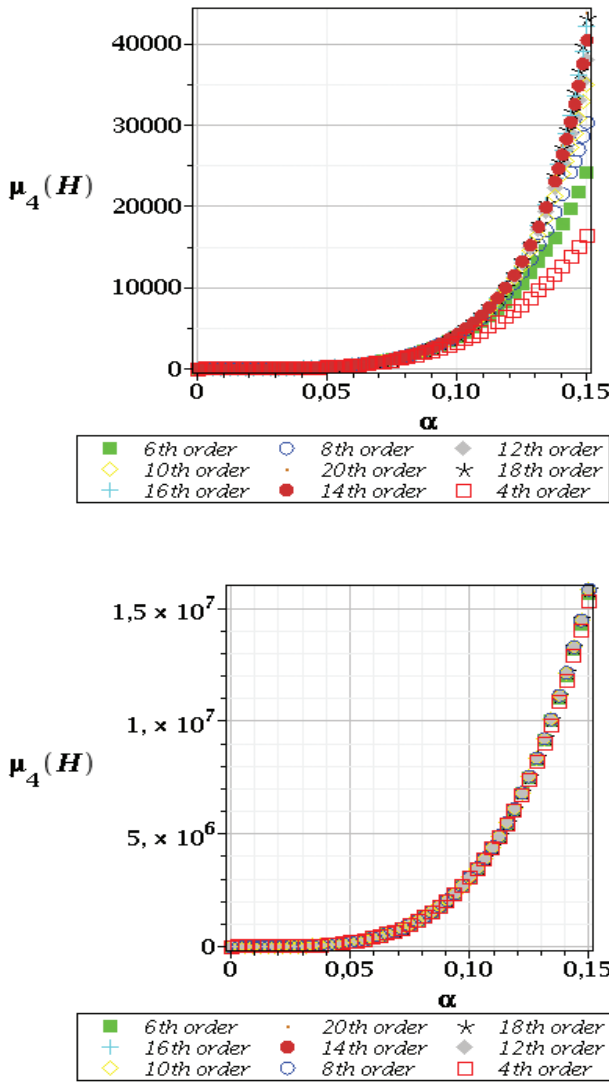 40000
30000
20000
10000
0
μ4(H)
0 0,05 0,10 0,15
α
6th order 8th order 12th order
10th order 20th order 18th order
16th order 14th order 4th order
1,5 × 10^7
1, × 10^7
5, × 10^6
0
μ4(H)
0 0,05 0,10 0,15
α
6th order 20th order 18th order
16th order 14th order 12th order
10th order 8th order 4th order